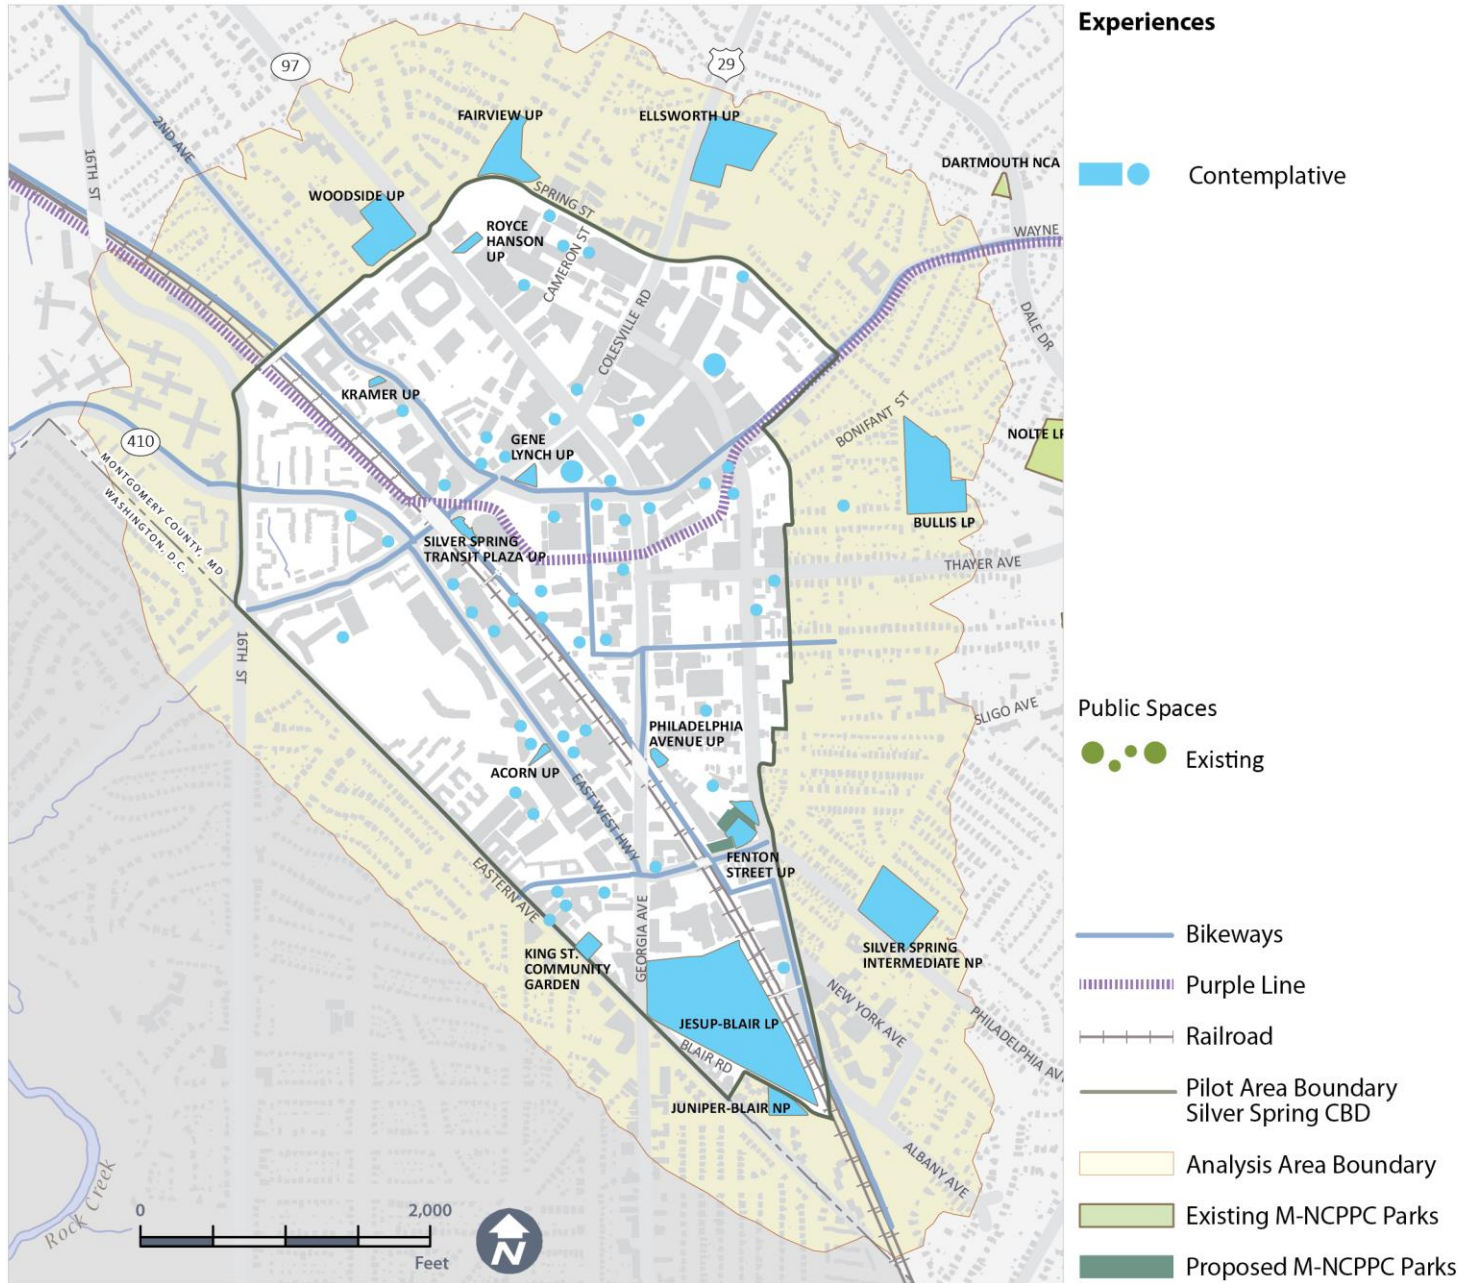 Experiences
97
29
FAIRVIEW UP
ELLSWORTH UP
2ND AVE
16TH ST
DARTMOUTH NCA
WOODSIDE UP
SPRING ST
Contemplative
ROYCE
HANSON
UP
CAMERON ST
WAYNE
COLESVILLE RD
DALE DR
KRAMER UP
BONIFANT ST
410
GENE
LYNCH UP
NOLTE LP
MONTGOMERY COUNTY, MD
WASHINGTON, D.C.
BULLIS LP
SILVER SPRING
TRANSIT PLAZA UP
THAYER AVE
16TH ST
SLIGO AVE
Public Spaces
PHILADELPHIA
AVENUE UP
Existing
ACORN UP
EAST WEST HWY
FENTON
STREET UP
EASTERN AVE
GEORGIA AVE
SILVER SPRING
INTERMEDIATE NP
Bikeways
KING ST.
COMMUNITY
GARDEN
Purple Line
NEW YORK AVE
PHILADELPHIA AV
JESUP-BLAIR LP
Railroad
BLAIR RD
Pilot Area Boundary
Silver Spring CBD
JUNIPER-BLAIR NP
ALBANY AVE
Analysis Area Boundary
Rock Creek
0
2,000
Feet
N
Existing M-NCPPC Parks
Proposed M-NCPPC Parks